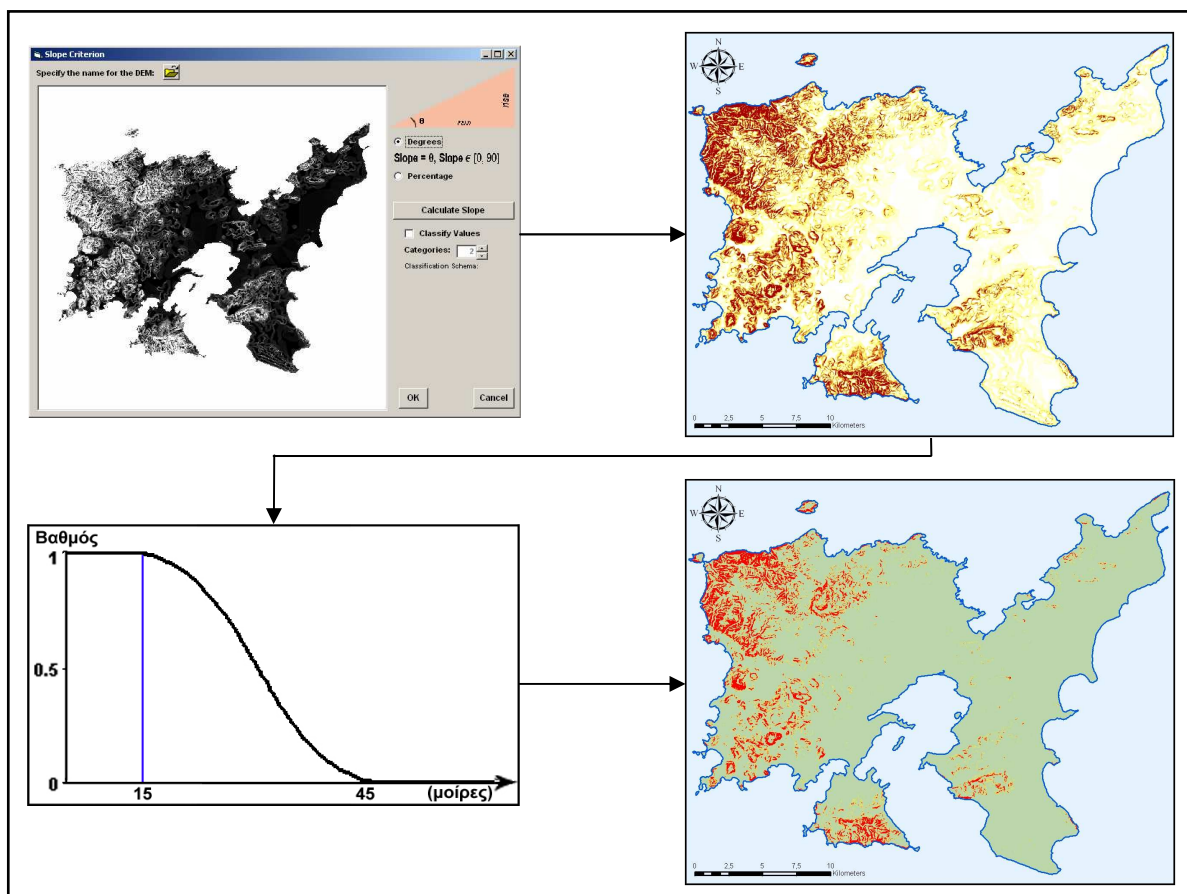 Slope Criterion
Specify the name for the DEM:
rise
θ
run
Degrees
Slope = θ, Slope ϵ [0, 90]
Percentage
Calculate Slope
Classify Values
Categories: 2
Classification Schema:
OK Cancel
N
W E
S
0 2,5 5 7,5 10
Kilometers
Βαθμός
1
0.5
0
15 45 (μοίρες)
N
W E
S
0 2,5 5 7,5 10
Kilometers